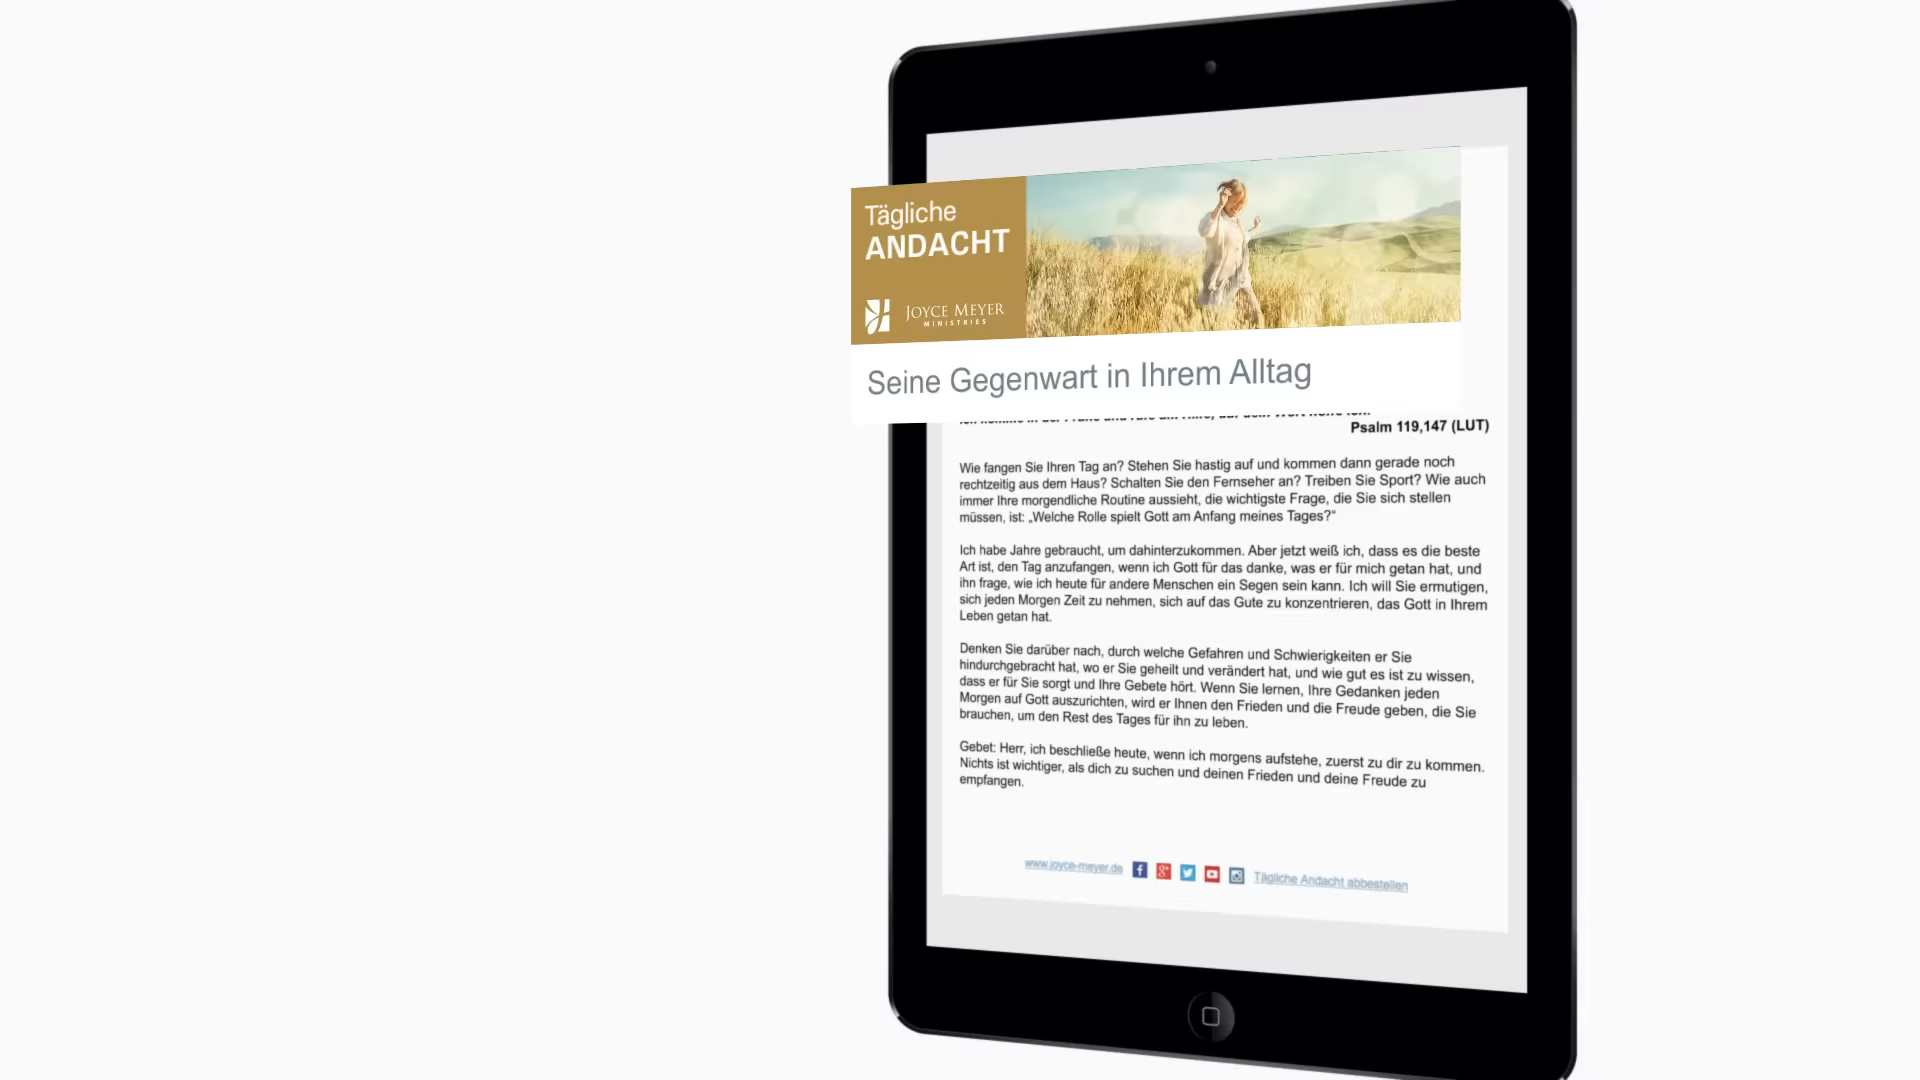 Tägliche
ANDACHT
JOYCE MEYER
MINISTRIES
Seine Gegenwart in Ihrem Alltag
Psalm 119,147 (LUT)
Wie fangen Sie Ihren Tag an? Stehen Sie hastig auf und kommen dann gerade noch
rechtzeitig aus dem Haus? Schalten Sie den Fernseher an? Treiben Sie Sport? Wie auch
immer Ihre morgendliche Routine aussieht, die wichtigste Frage, die Sie sich stellen
müssen, ist: „Welche Rolle spielt Gott am Anfang meines Tages?“
Ich habe Jahre gebraucht, um dahinterzukommen. Aber jetzt weiß ich, dass es die beste
Art ist, den Tag anzufangen, wenn ich Gott für das danke, was er für mich getan hat, und
ihn frage, wie ich heute für andere Menschen ein Segen sein kann. Ich will Sie ermutigen,
sich jeden Morgen Zeit zu nehmen, sich auf das Gute zu konzentrieren, das Gott in Ihrem
Leben getan hat.
Denken Sie darüber nach, durch welche Gefahren und Schwierigkeiten er Sie
hindurchgebracht hat, wo er Sie geheilt und verändert hat, und wie gut es ist zu wissen,
dass er für Sie sorgt und Ihre Gebete hört. Wenn Sie lernen, Ihre Gedanken jeden
Morgen auf Gott auszurichten, wird er Ihnen den Frieden und die Freude geben, die Sie
brauchen, um den Rest des Tages für ihn zu leben.
Gebet: Herr, ich beschließe heute, wenn ich morgens aufstehe, zuerst zu dir zu kommen.
Nichts ist wichtiger, als dich zu suchen und deinen Frieden und deine Freude zu
empfangen.
www.joyce-meyer.de Tägliche Andacht abbestellen